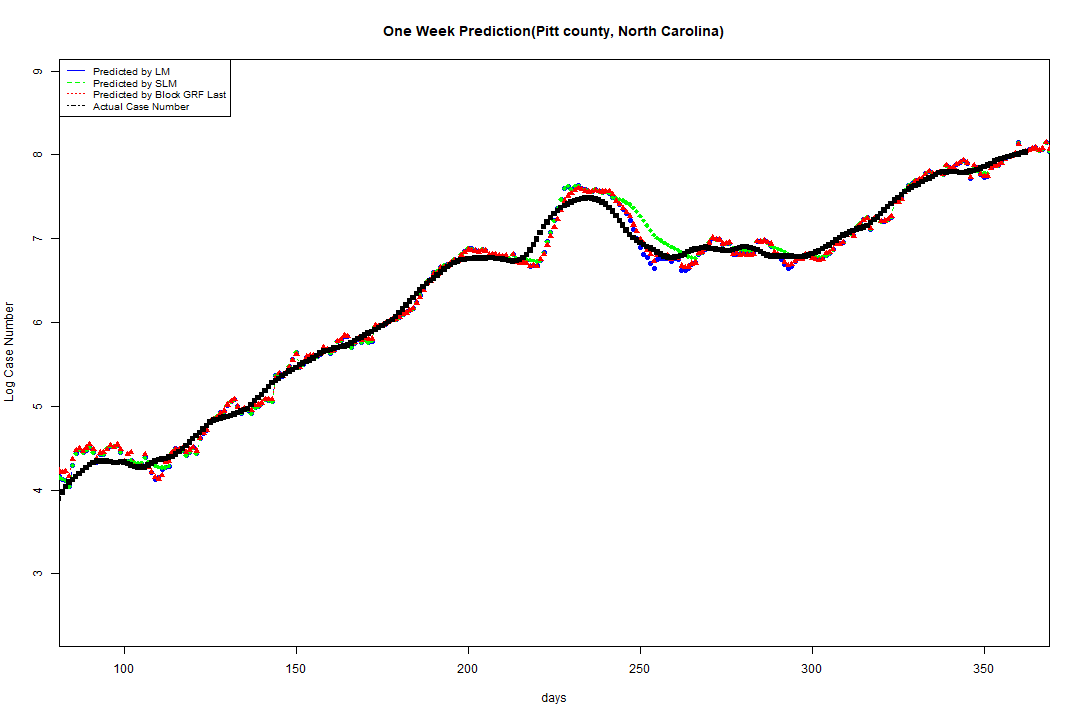 One Week Prediction(Pitt county, North Carolina)
Predicted by LM
Predicted by SLM
Predicted by Block GRF Last
Actual Case Number
9
8
7
6
5
4
3
Log Case Number
100 150 200 250 300 350
days